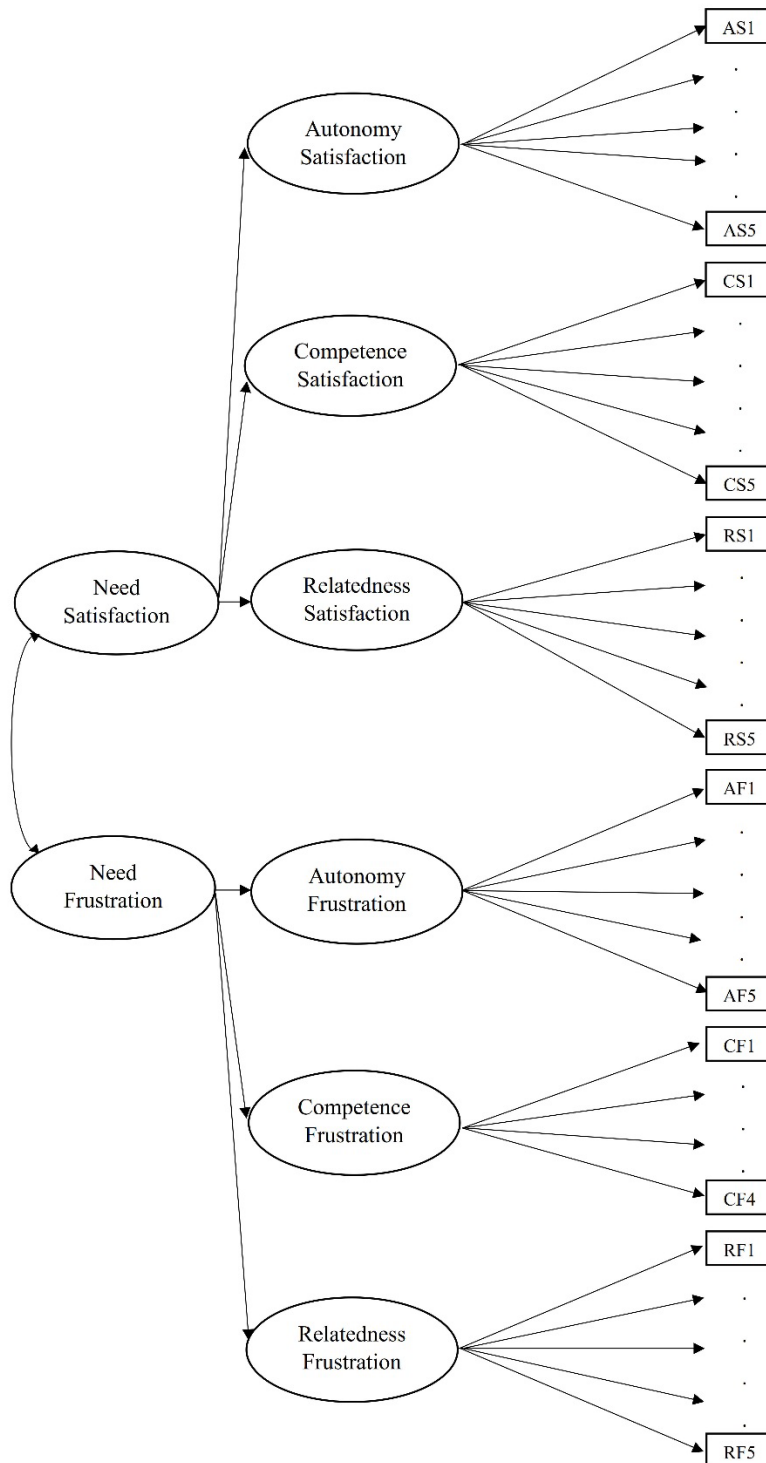 AS1
Autonomy
Satisfaction
AS5
CS1
Competence
Satisfaction
CS5
RS1
Need
Satisfaction
Relatedness
Satisfaction
RS5
AF1
Need
Frustration
Autonomy
Frustration
AF5
CF1
Competence
Frustration
CF4
RF1
Relatedness
Frustration
RF5